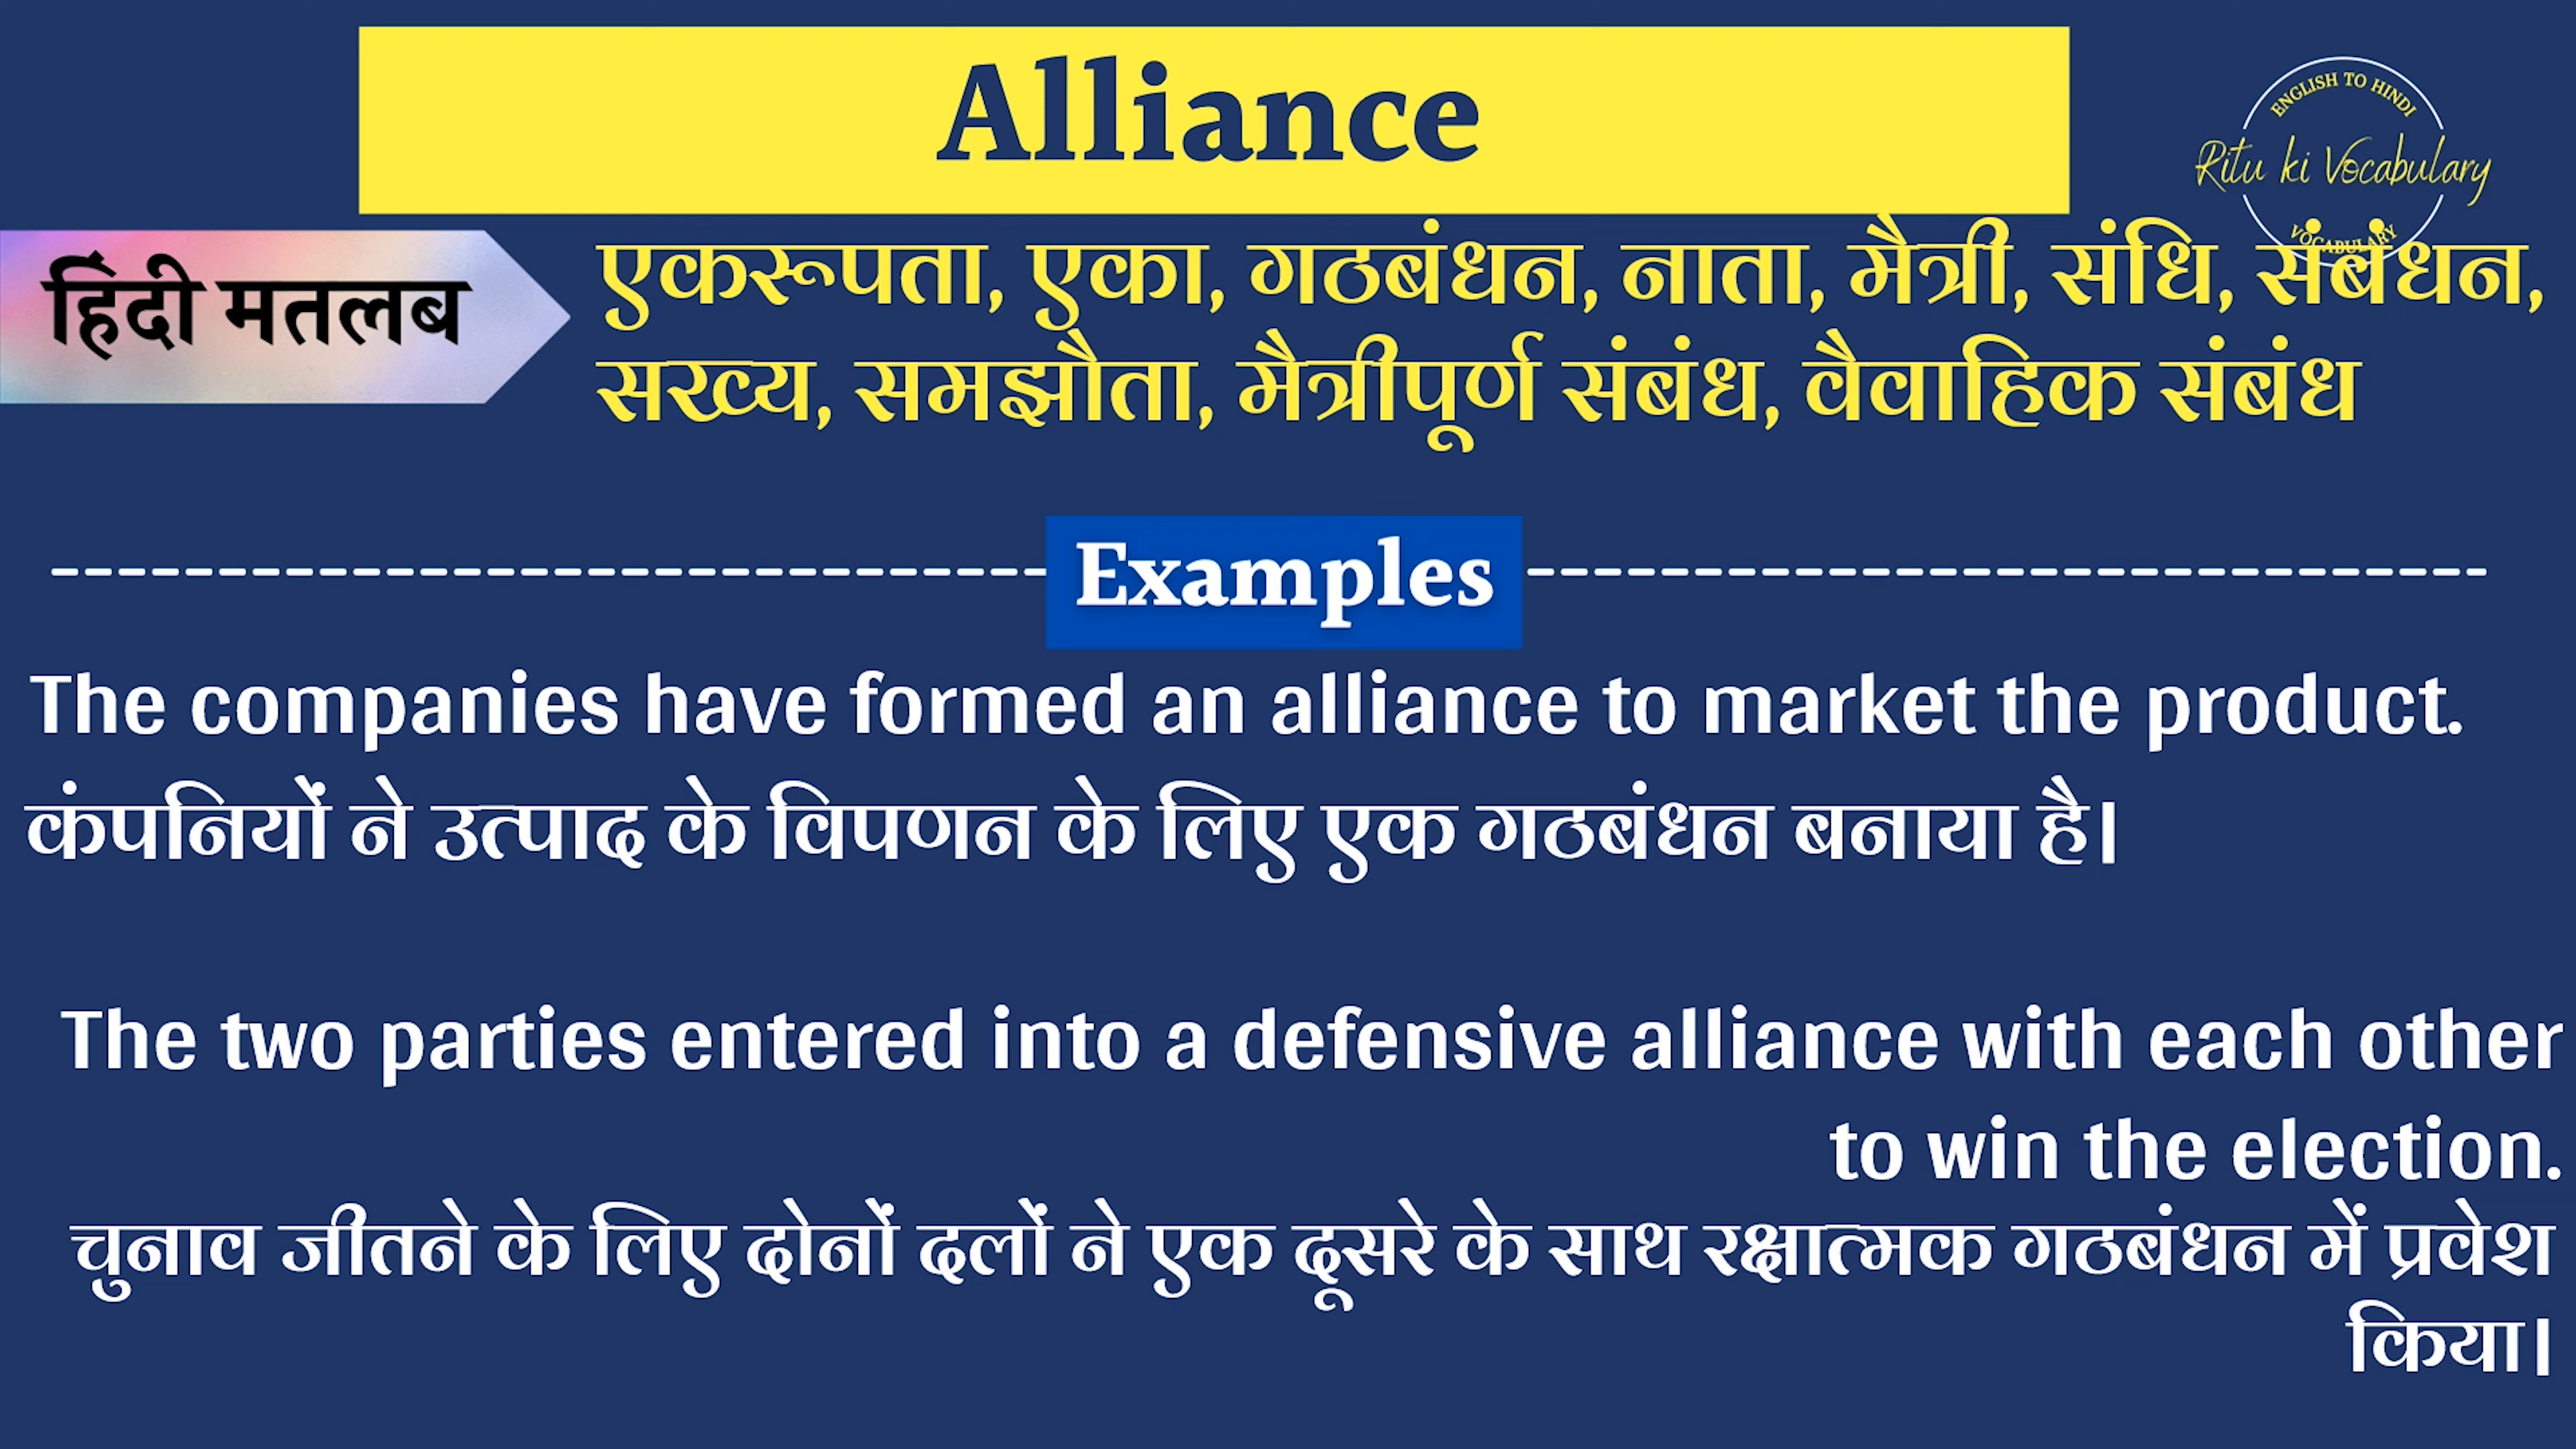 Alliance
ENGLISH TO HINDI
Ritu ki Vocabulary
VOCABULARY
हिंदी मतलब
एकरूपता, एका, गठबंधन, नाता, मैत्री, संधि, संबंधन,
सख्य, समझौता, मैत्रीपूर्ण संबंध, वैवाहिक संबंध
Examples
The companies have formed an alliance to market the product.
कंपनियों ने उत्पाद के विपणन के लिए एक गठबंधन बनाया है।
The two parties entered into a defensive alliance with each other
to win the election.
चुनाव जीतने के लिए दोनों दलों ने एक दूसरे के साथ रक्षात्मक गठबंधन में प्रवेश
किया।